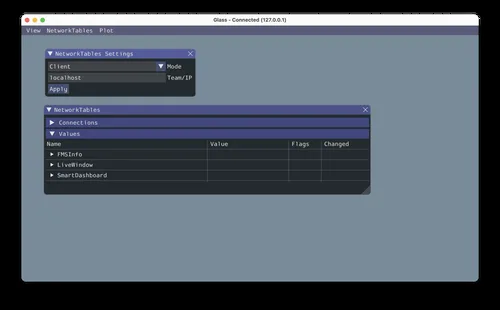 Glass - Connected (127.0.0.1)
View NetworkTables Plot
NetworkTables Settings
Client Mode
localhost Team/IP
Apply
NetworkTables
Connections
Values
Name Value Flags Changed
FMSInfo
LiveWindow
SmartDashboard